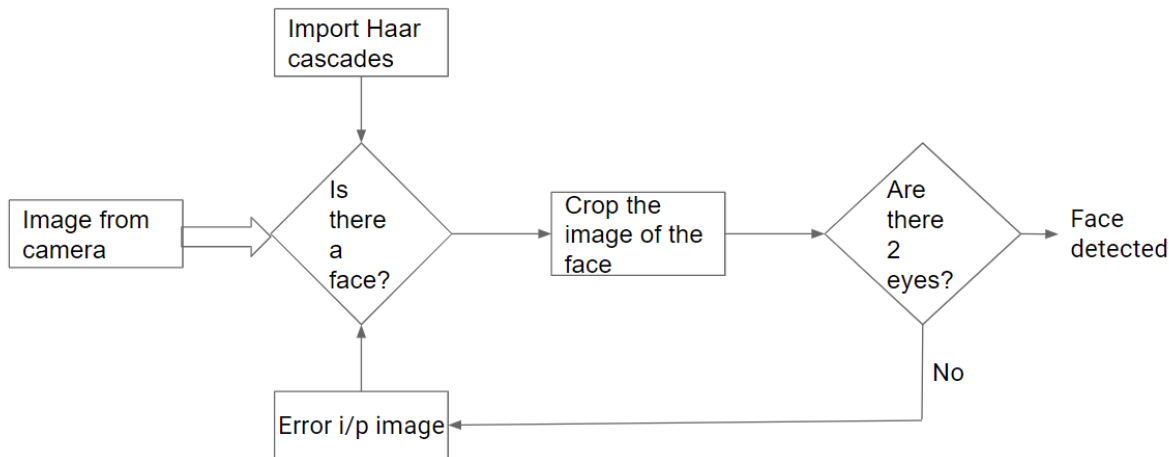 Import Haar
cascades
Image from
camera
Is
there
a
face?
Crop the
image of the
face
Are
there
2
eyes?
Face
detected
No
Error i/p image